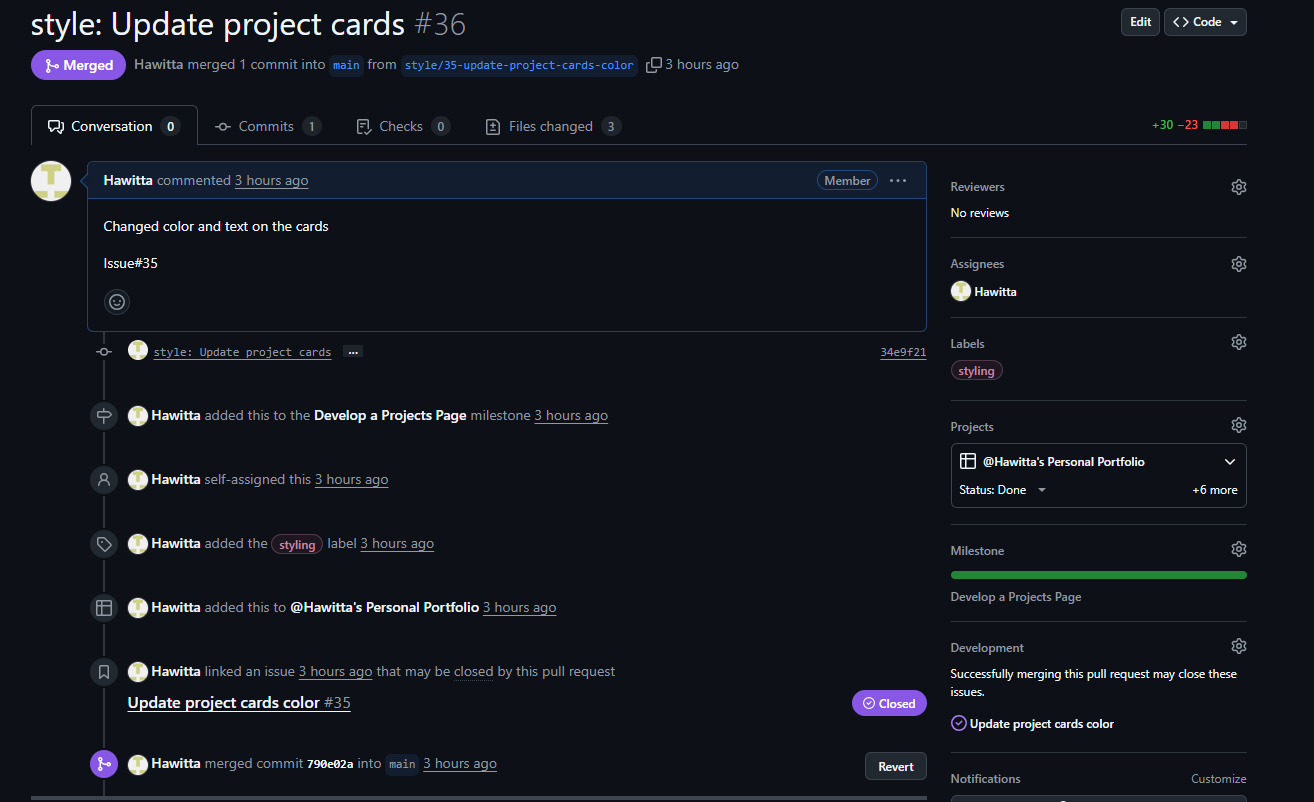 style: Update project cards #36
Edit
<> Code
Merged
Hawitta merged 1 commit into main from style/35-update-project-cards-color 3 hours ago
Conversation 0
Commits 1
Checks 0
Files changed 3
+30 −23
Hawitta commented 3 hours ago
Member
Changed color and text on the cards
Issue#35
style: Update project cards ...
34e9f21
Hawitta added this to the Develop a Projects Page milestone 3 hours ago
Hawitta self-assigned this 3 hours ago
Hawitta added the styling label 3 hours ago
Hawitta added this to @Hawitta's Personal Portfolio 3 hours ago
Hawitta linked an issue 3 hours ago that may be closed by this pull request
Update project cards color #35
Closed
Hawitta merged commit 790e02a into main 3 hours ago
Revert
Reviewers
No reviews
Assignees
Hawitta
Labels
styling
Projects
@Hawitta's Personal Portfolio
Status: Done
+6 more
Milestone
Develop a Projects Page
Development
Successfully merging this pull request may close these
issues.
Update project cards color
Notifications
Customize